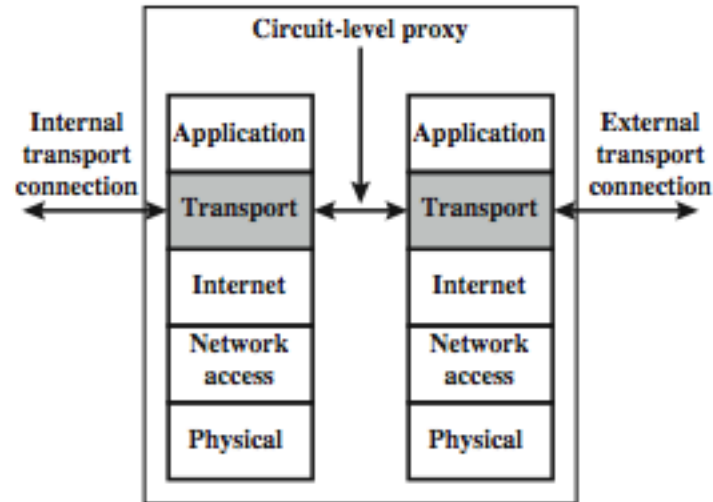 Circuit-level proxy
Internal
transport
connection
Application
Transport
Internet
Network
access
Physical
Application
Transport
Internet
Network
access
Physical
External
transport
connection